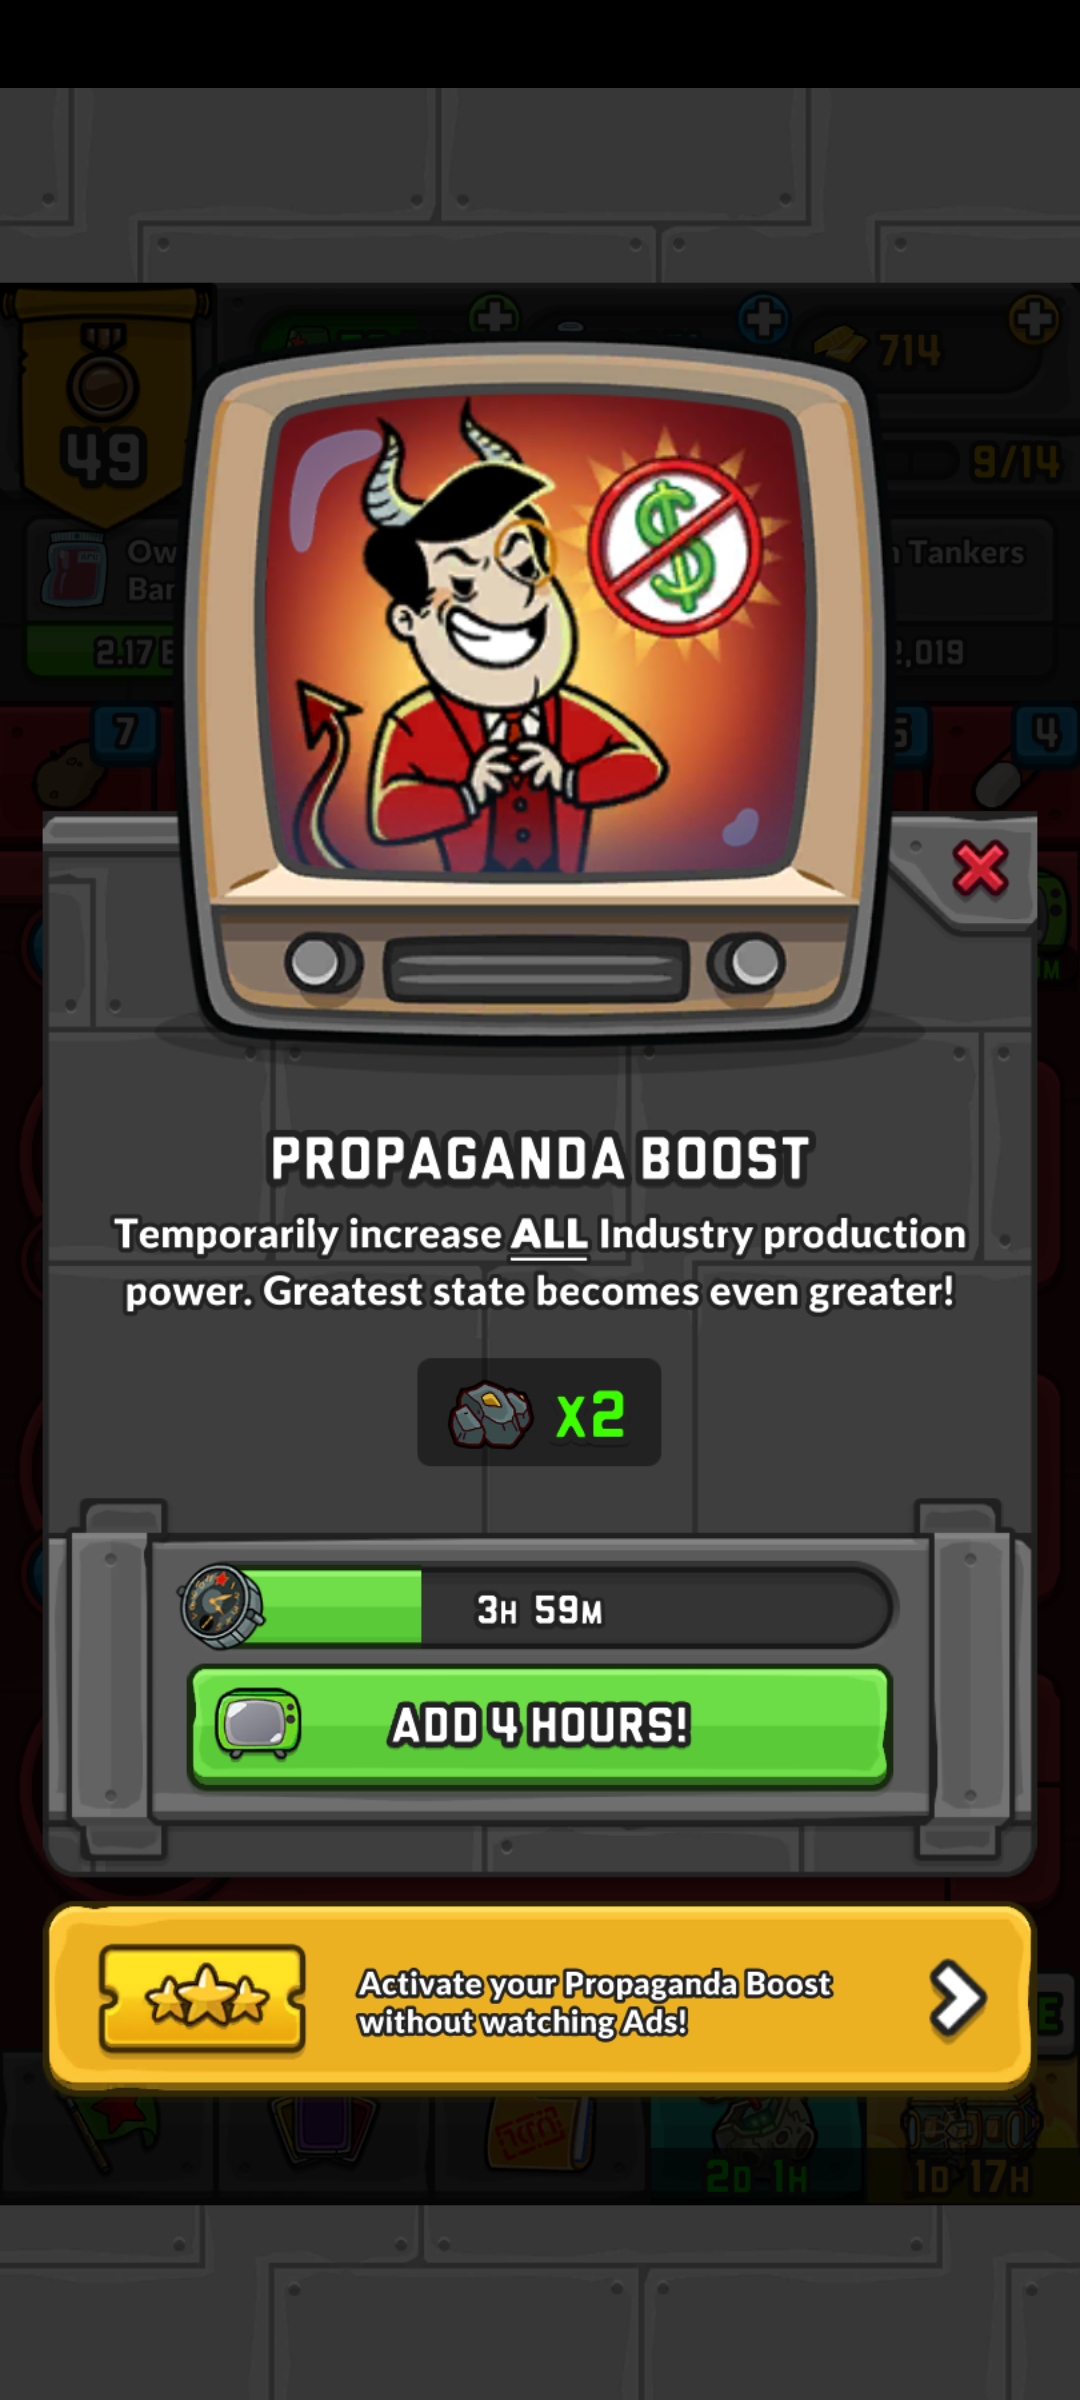 714
49
9/14
Tankers
2.17
,019
7
5
4
PROPAGANDA BOOST
Temporarily increase ALL Industry production
power. Greatest state becomes even greater!
X2
3H 59M
ADD 4 HOURS!
Activate your Propaganda Boost
without watching Ads!
2D 1H
1D 17H